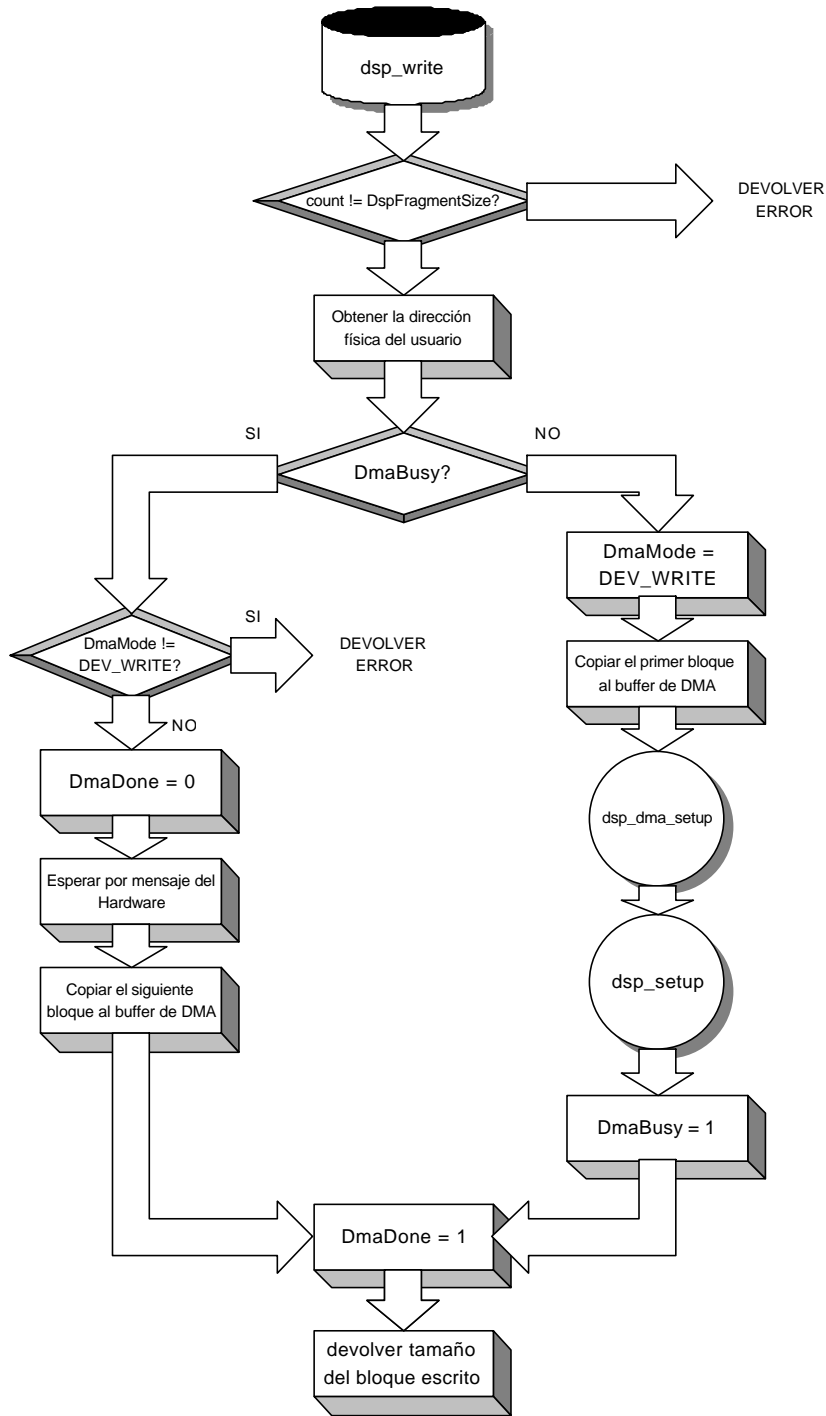 dsp_write
count != DspFragmentSize?
DEVOLVER
ERROR
Obtener la dirección
física del usuario
SI
NO
DmaBusy?
DmaMode =
DEV_WRITE
SI
DmaMode !=
DEV_WRITE?
DEVOLVER
ERROR
Copiar el primer bloque
al buffer de DMA
NO
DmaDone = 0
dsp_dma_setup
Esperar por mensaje del
Hardware
Copiar el siguiente
bloque al buffer de DMA
dsp_setup
DmaBusy = 1
DmaDone = 1
devolver tamaño
del bloque escrito